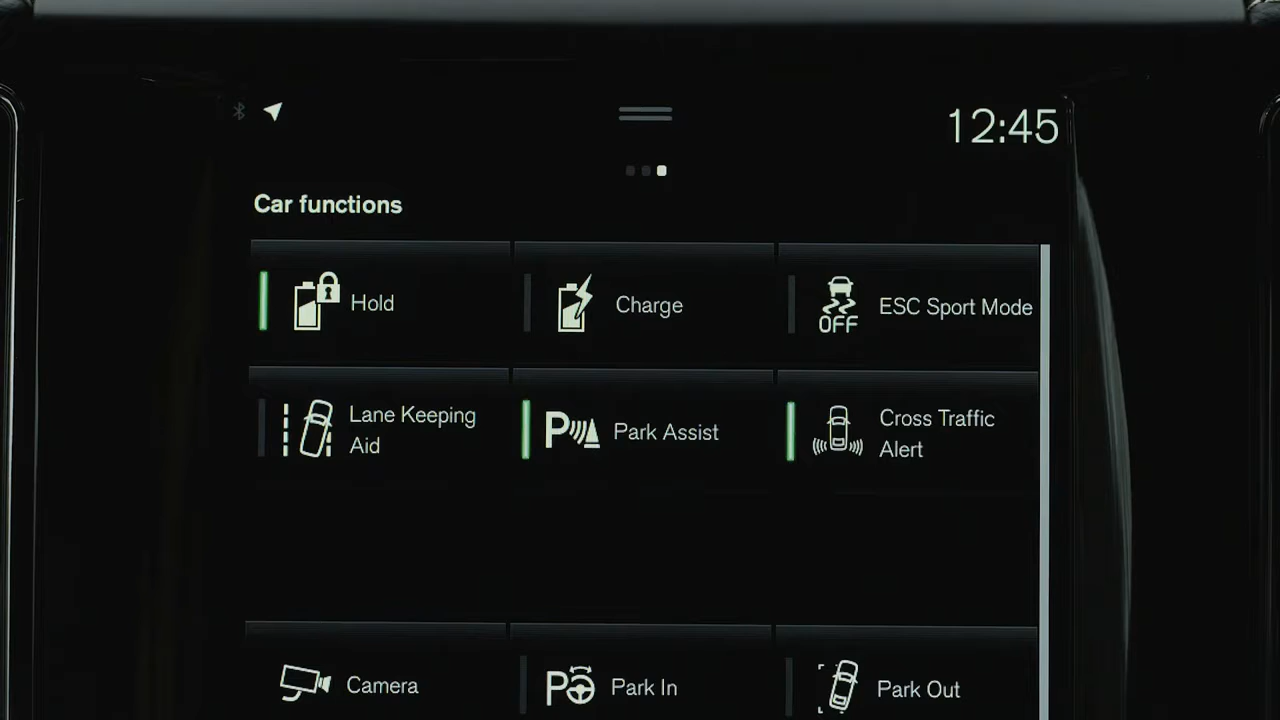 12:45
Car functions
Hold
Charge
OFF
ESC Sport Mode
Lane Keeping
Aid
P
Park Assist
Cross Traffic
Alert
Camera
P
Park In
Park Out